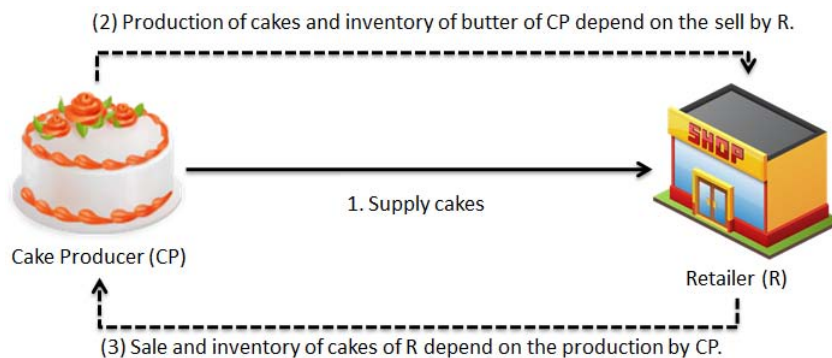 (2) Production of cakes and inventory of butter of CP depend on the sell by R.
SHOP
1. Supply cakes
Cake Producer (CP)
Retailer (R)
(3) Sale and inventory of cakes of R depend on the production by CP.